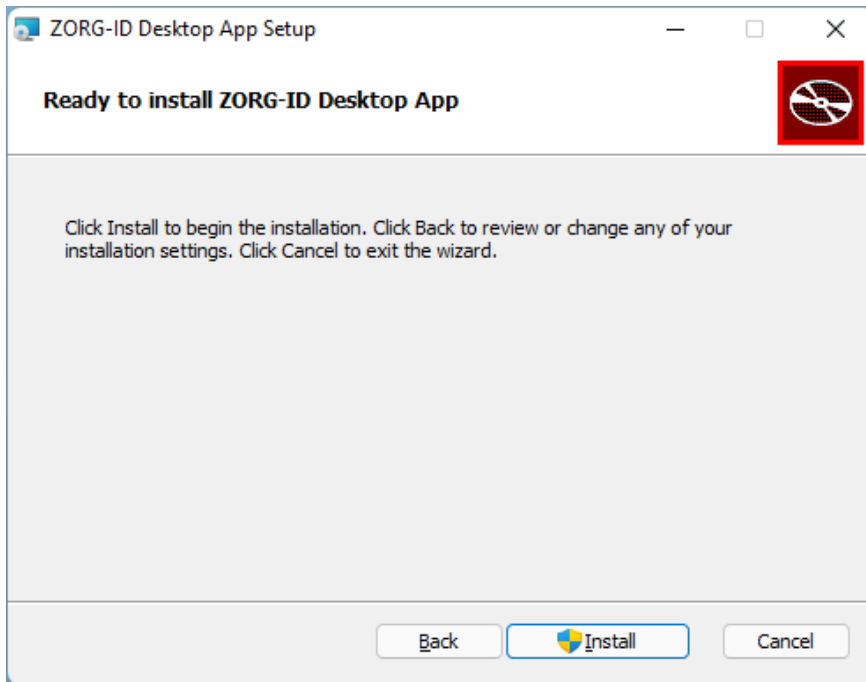 ZORG-ID Desktop App Setup
Ready to install ZORG-ID Desktop App
Click Install to begin the installation. Click Back to review or change any of your
installation settings. Click Cancel to exit the wizard.
Back
Install
Cancel